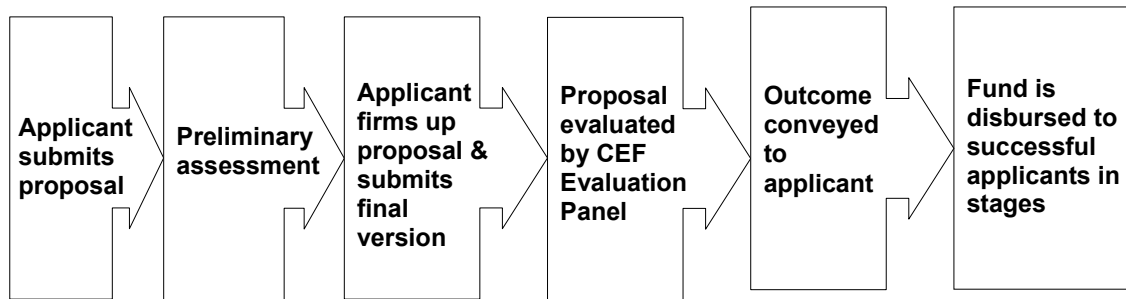 Applicant
submits
proposal
Preliminary
assessment
Applicant
firms up
proposal &
submits
final
version
Proposal
evaluated
by CEF
Evaluation
Panel
Outcome
conveyed
to
applicant
Fund is
disbursed to
successful
applicants in
stages